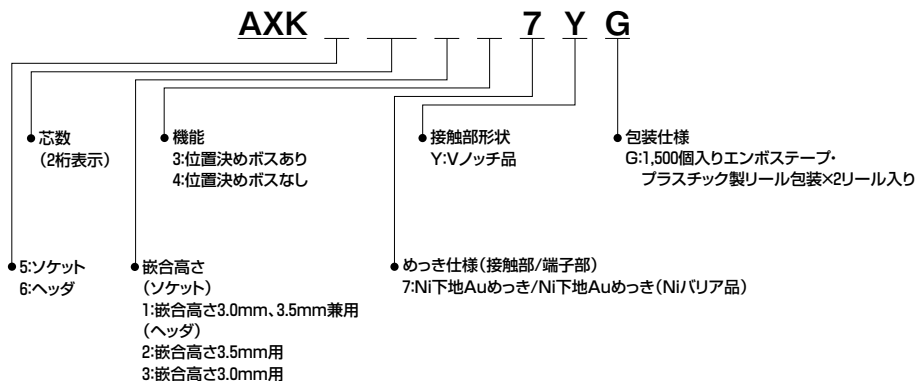 AXK 7 Y G
● 芯数
(2桁表示)
● 機能
3:位置決めボスあり
4:位置決めボスなし
● 接触部形状
Y:Vノッチ品
● 包装仕様
G:1,500個入りエンボステープ・
プラスチック製リール包装×2リール入り
● 5:ソケット
6:ヘッダ
● 嵌合高さ
(ソケット)
1:嵌合高さ3.0mm、3.5mm兼用
(ヘッダ)
2:嵌合高さ3.5mm用
3:嵌合高さ3.0mm用
● めっき仕様(接触部/端子部)
7:Ni下地Auめっき/Ni下地Auめっき(Niバリア品)